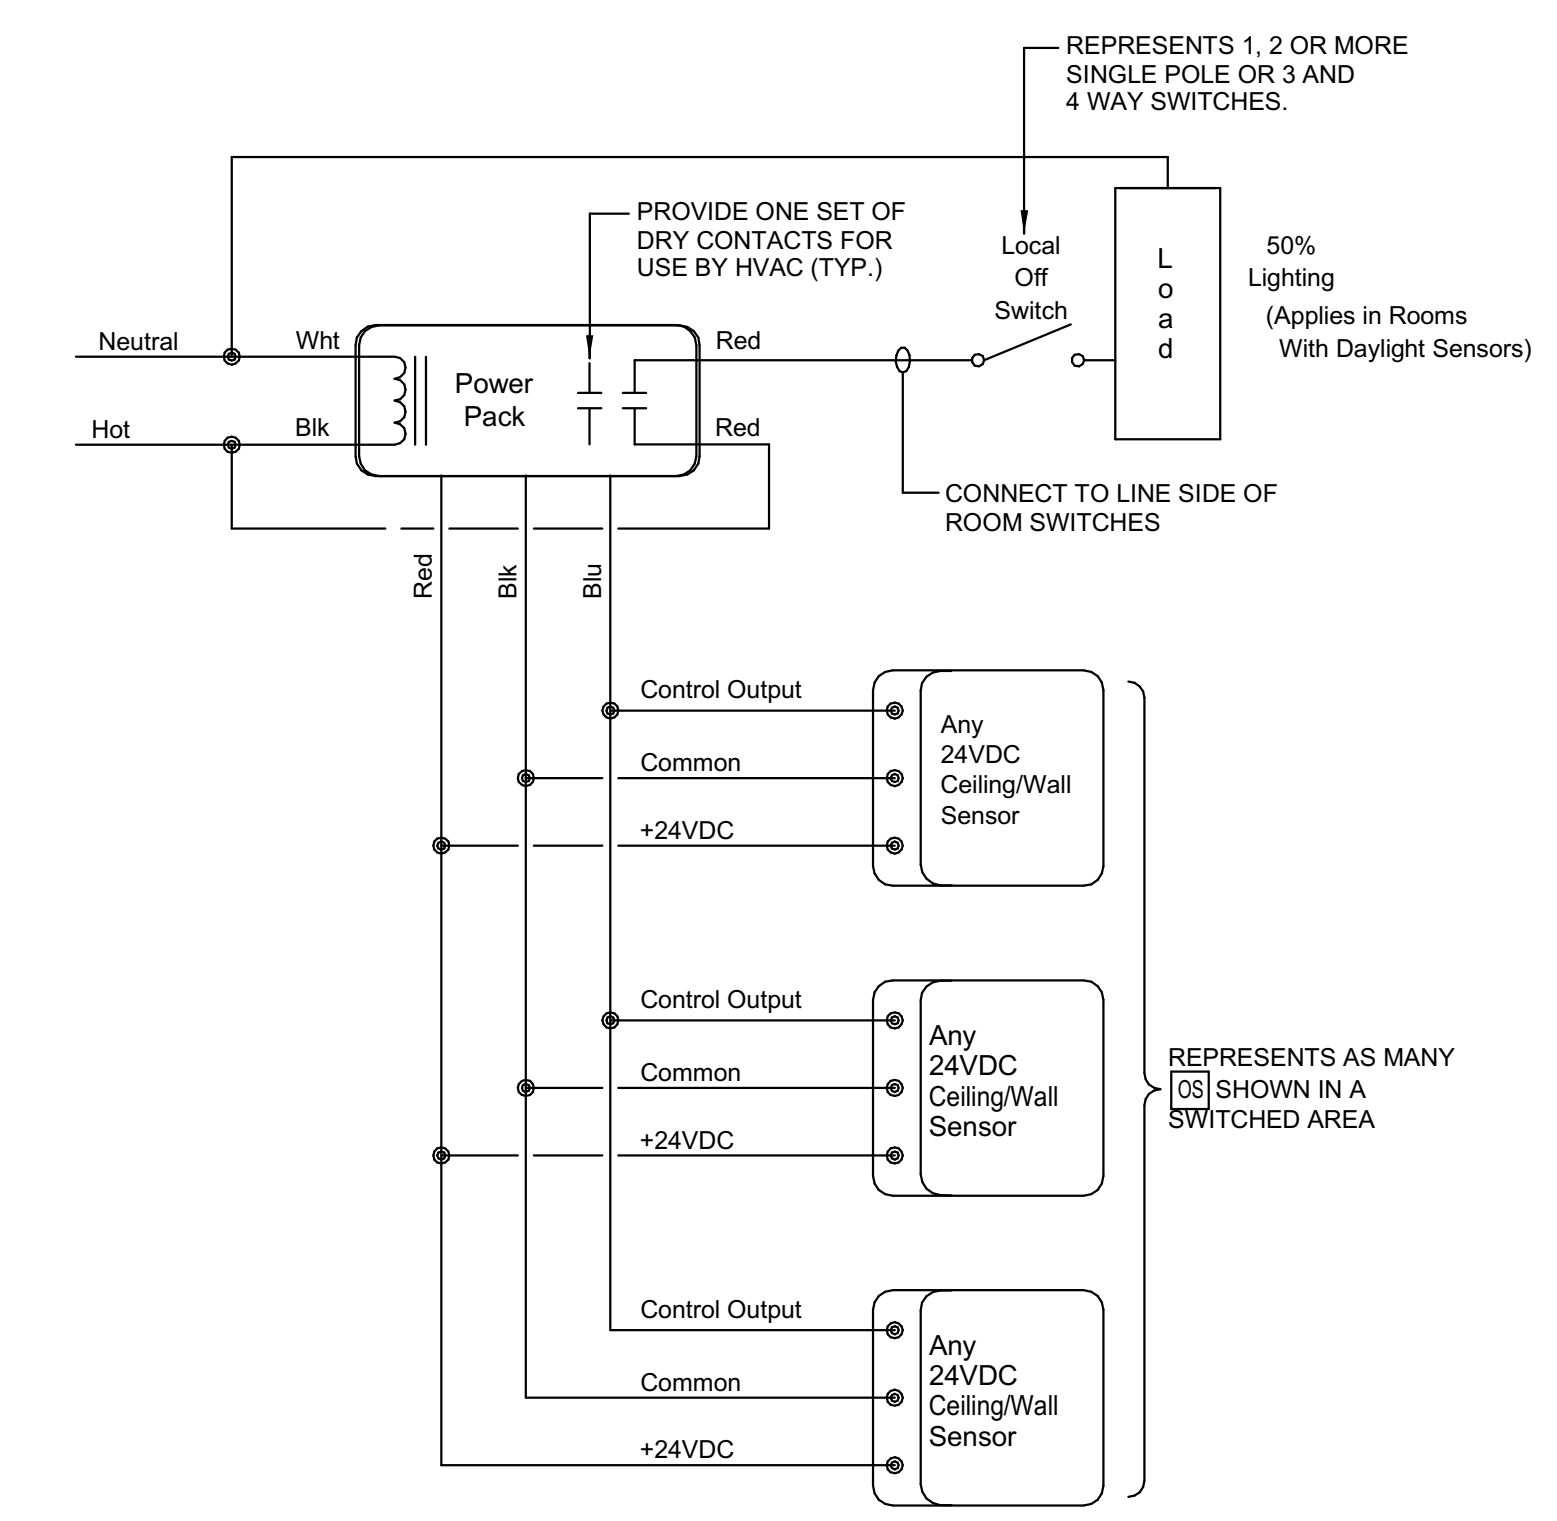 REPRESENTS 1, 2 OR MORE
SINGLE POLE OR 3 AND
4 WAY SWITCHES.
PROVIDE ONE SET OF
DRY CONTACTS FOR
USE BY HVAC (TYP.)
Local
Off
Switch
Load
50%
Lighting
(Applies in Rooms
With Daylight Sensors)
Neutral
Wht
Hot
Blk
Power
Pack
Red
Red
CONNECT TO LINE SIDE OF
ROOM SWITCHES
Red
Blk
Blu
Control Output
Common
+24VDC
Any
24VDC
Ceiling/Wall
Sensor
Control Output
Common
+24VDC
Any
24VDC
Ceiling/Wall
Sensor
REPRESENTS AS MANY
OS SHOWN IN A
SWITCHED AREA
Control Output
Common
+24VDC
Any
24VDC
Ceiling/Wall
Sensor